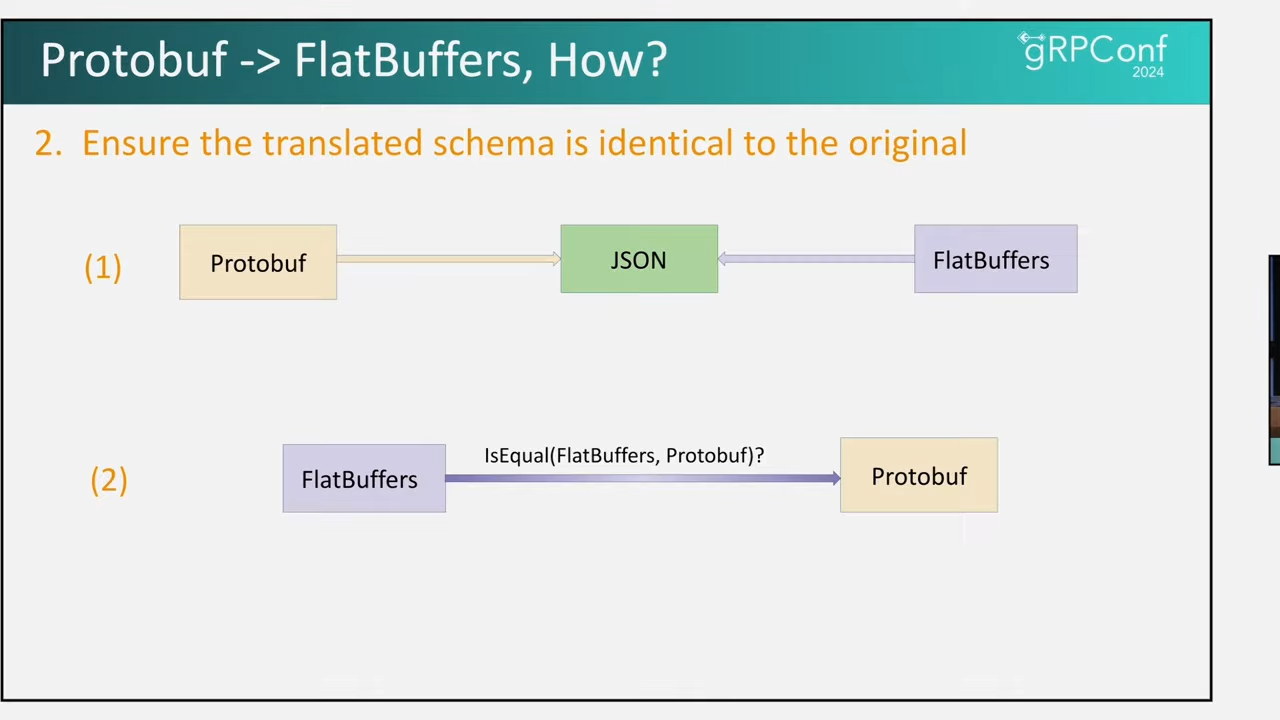 Protobuf -> FlatBuffers, How?
gRPConf
2024
2. Ensure the translated schema is identical to the original
(1)
Protobuf
JSON
FlatBuffers
(2)
FlatBuffers
IsEqual(FlatBuffers, Protobuf)?
Protobuf